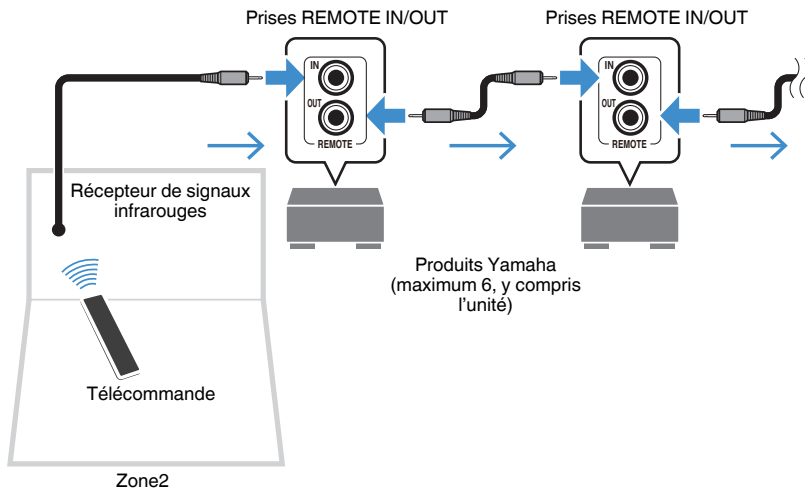 Prises REMOTE IN/OUT
Prises REMOTE IN/OUT
IN
OUT
REMOTE
IN
OUT
REMOTE
Récepteur de signaux
infrarouges
Produits Yamaha
(maximum 6, y compris
l’unité)
Télécommande
Zone2